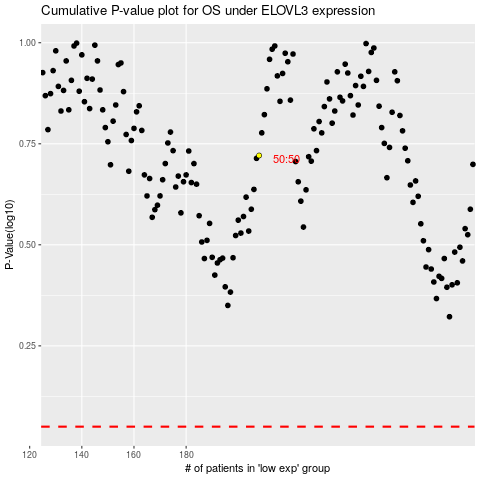 Cumulative P-value plot for OS under ELOVL3 expression
P-Value(log10)
1.00
0.75
0.50
0.25
50:50
120 140 160 180
# of patients in 'low exp' group